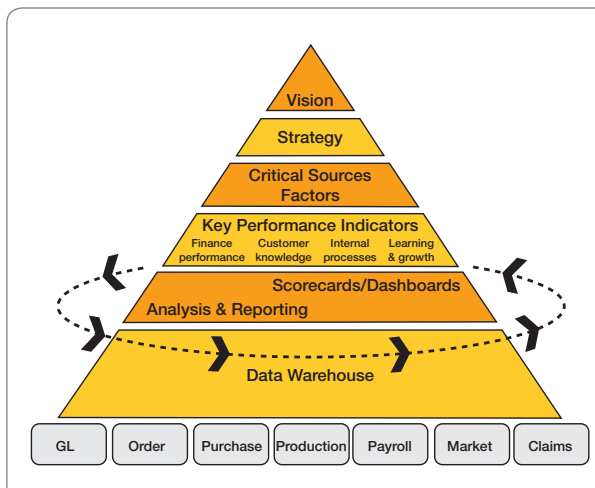 Vision
Strategy
Critical Sources
Factors
Key Performance Indicators
Finance Customer Internal Learning
performance knowledge processes & growth
Scorecards/Dashboards
Analysis & Reporting
Data Warehouse
GL Order Purchase Production Payroll Market Claims